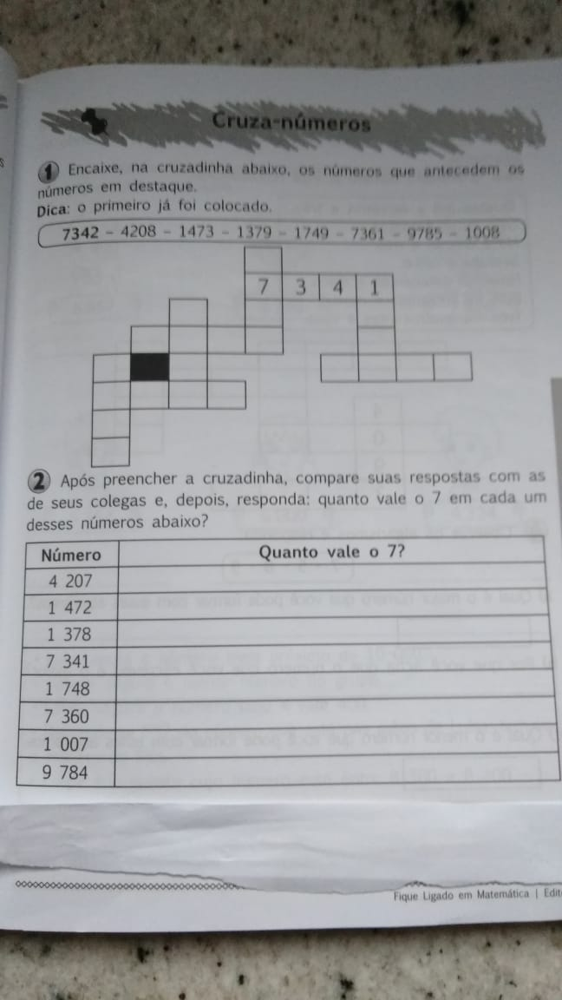 Cruza-números
1 Encaixe, na cruzadinha abaixo, os números que antecedem os
números em destaque.
Dica: o primeiro já foi colocado.
7342 - 4208 - 1473 - 1379 - 1749 - 7361 - 9785 - 1008
7 3 4 1
2 Após preencher a cruzadinha, compare suas respostas com as
de seus colegas e, depois, responda: quanto vale o 7 em cada um
desses números abaixo?
Número Quanto vale o 7?
4 207
1 472
1 378
7 341
1 748
7 360
1 007
9 784
Fique Ligado em Matemática |